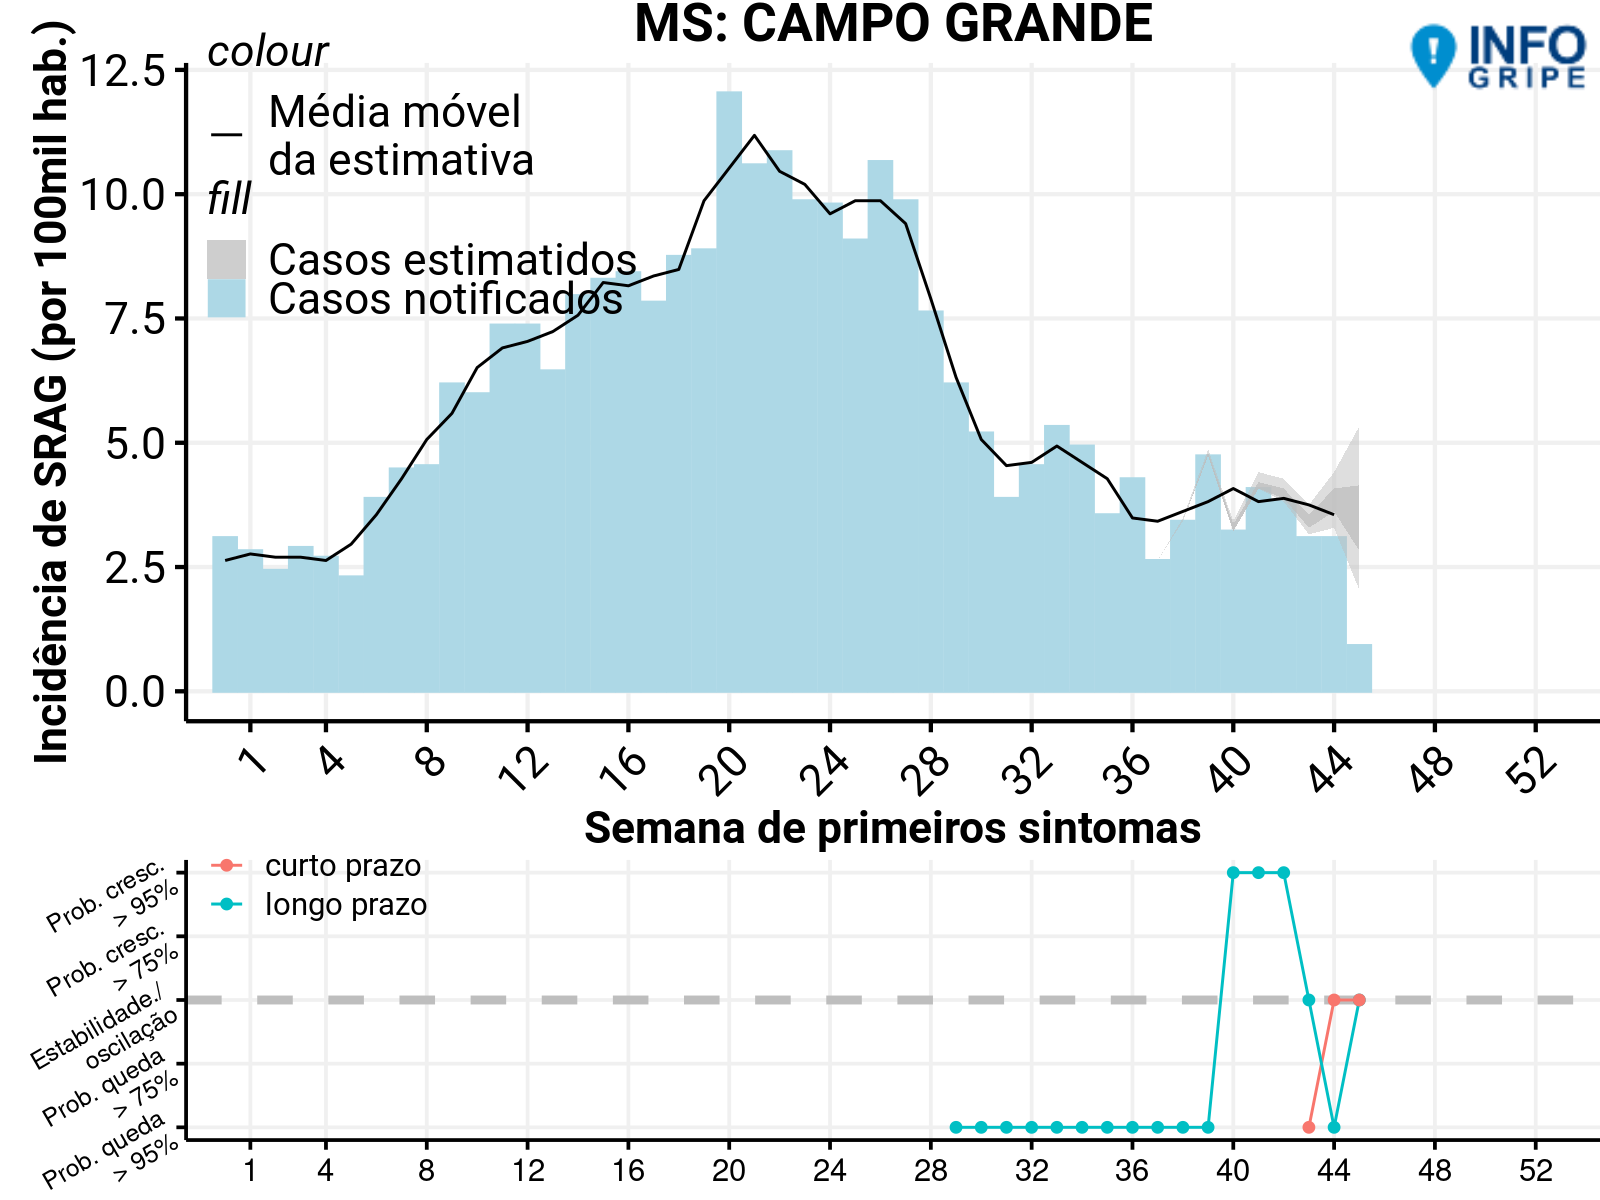 MS: CAMPO GRANDE
INFO
GRIPE
Incidência de SRAG (por 100mil hab.)
12.5
10.0
7.5
5.0
2.5
0.0
colour
Média móvel
da estimativa
fill
Casos estimatidos
Casos notificados
1 4 8 12 16 20 24 28 32 36 40 44 48 52
Semana de primeiros sintomas
curto prazo
longo prazo
Prob. cresc.
> 95%
Prob. cresc.
> 75%
Estabilidade./
oscilação
Prob. queda
> 75%
Prob. queda
> 95%
1 4 8 12 16 20 24 28 32 36 40 44 48 52